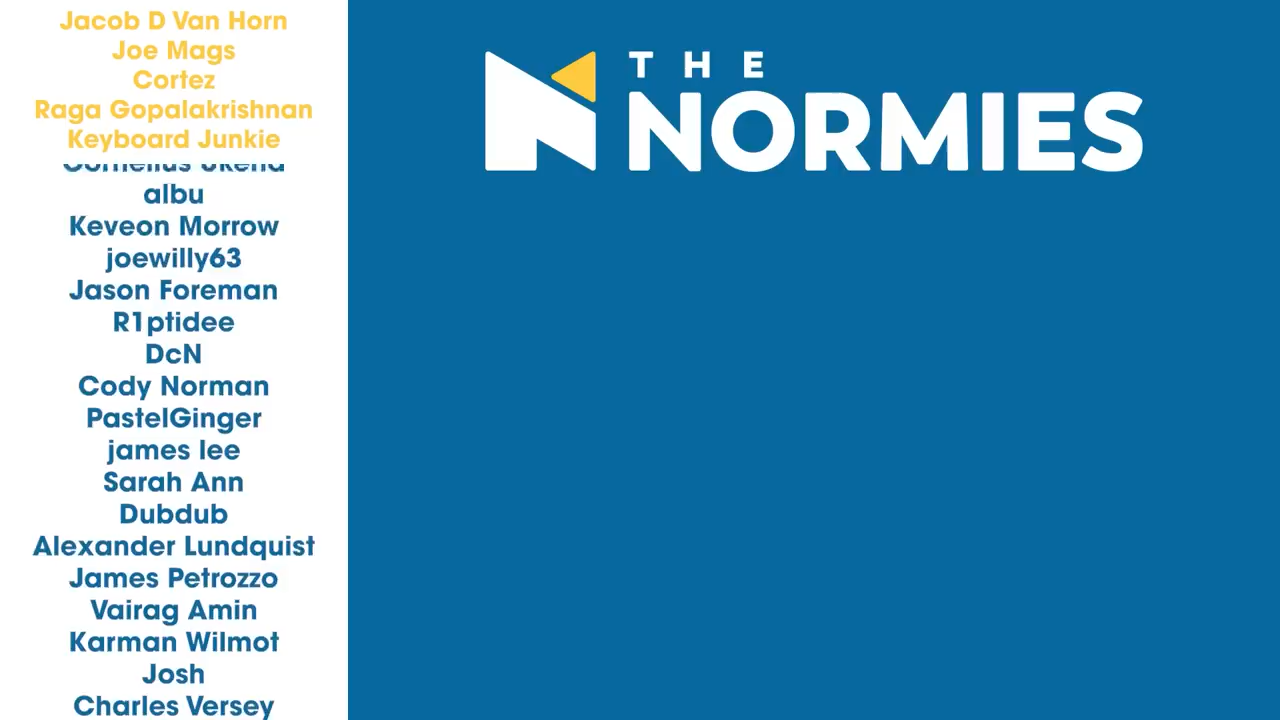 Jacob D Van Horn
Joe Mags
Cortez
Raga Gopalakrishnan
Keyboard Junkie
albu
Keveon Morrow
joewilly63
Jason Foreman
R1ptidee
DcN
Cody Norman
PastelGinger
james lee
Sarah Ann
Dubdub
Alexander Lundquist
James Petrozzo
Vairag Amin
Karman Wilmot
Josh
Charles Versey
THE
NORMIES